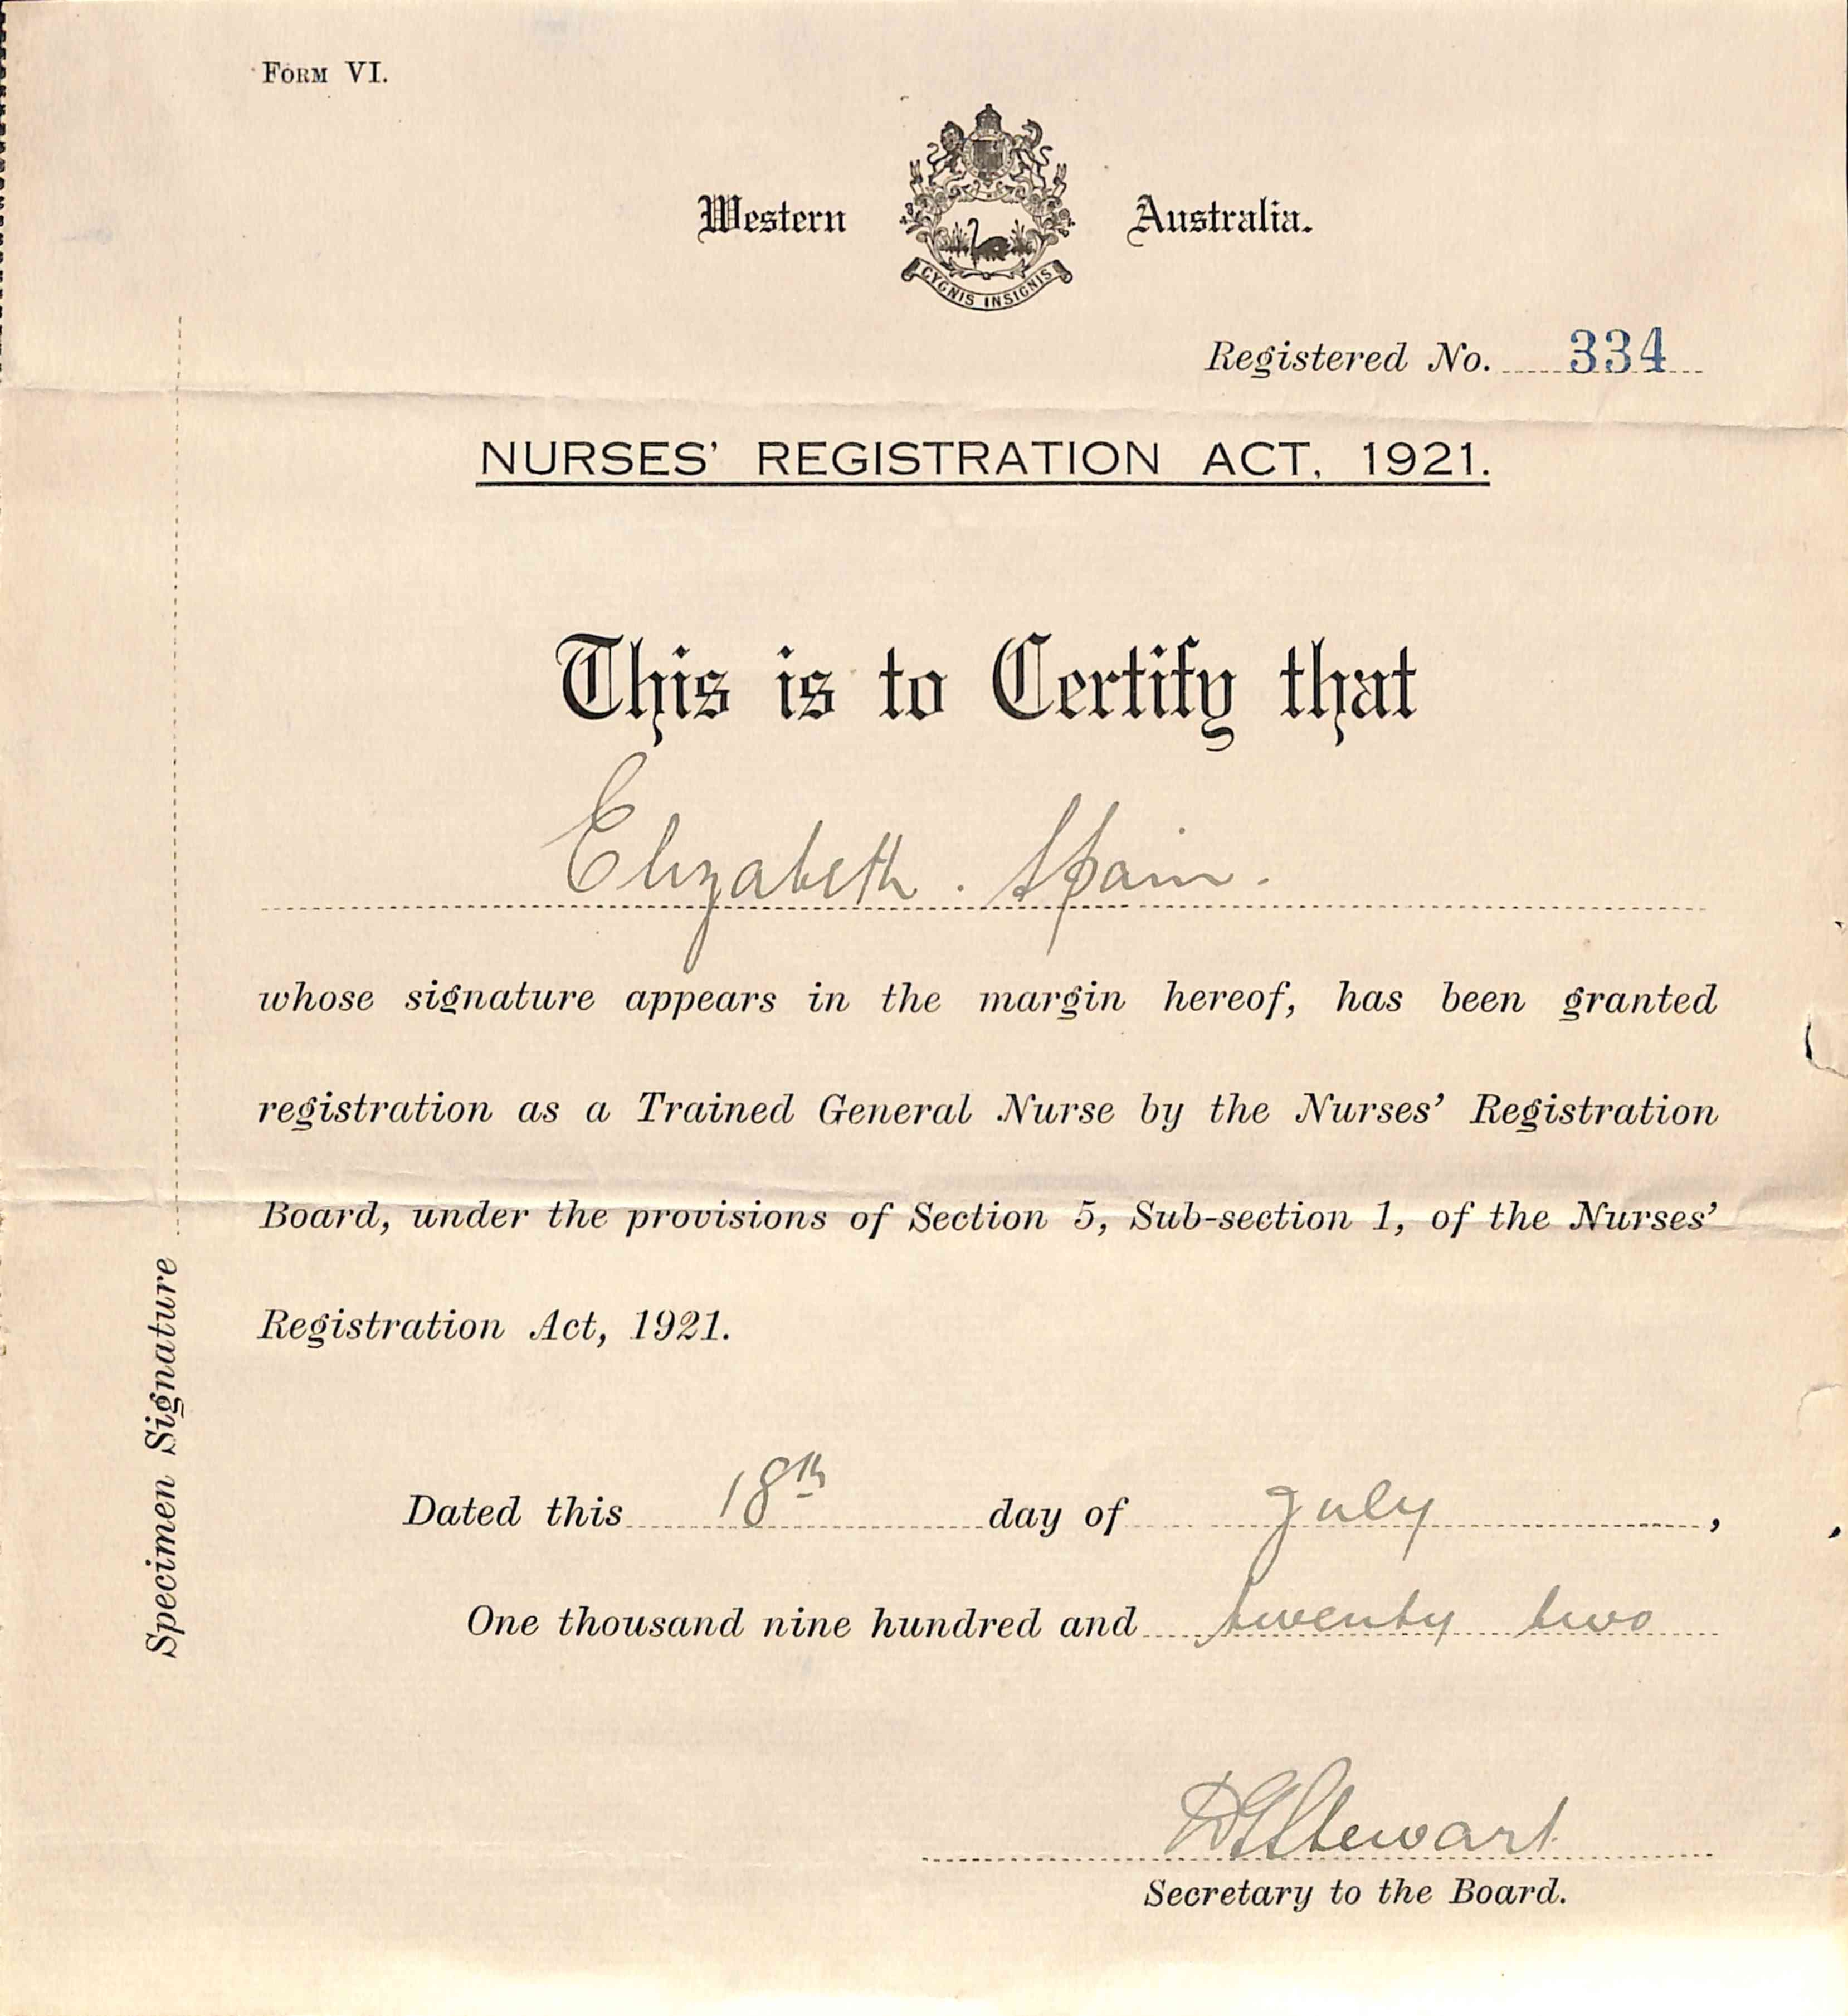 Form VI.
Western Australia.
CYGNIS INSIGNIS
Registered No. 334
NURSES' REGISTRATION ACT, 1921.
This is to Certify that
Elizabeth . Spain.
whose signature appears in the margin hereof, has been granted
registration as a Trained General Nurse by the Nurses' Registration
Board, under the provisions of Section 5, Sub-section 1, of the Nurses'
Registration Act, 1921.
Dated this 18th day of July,
One thousand nine hundred and twenty two
Stewart
Secretary to the Board.
Specimen Signature